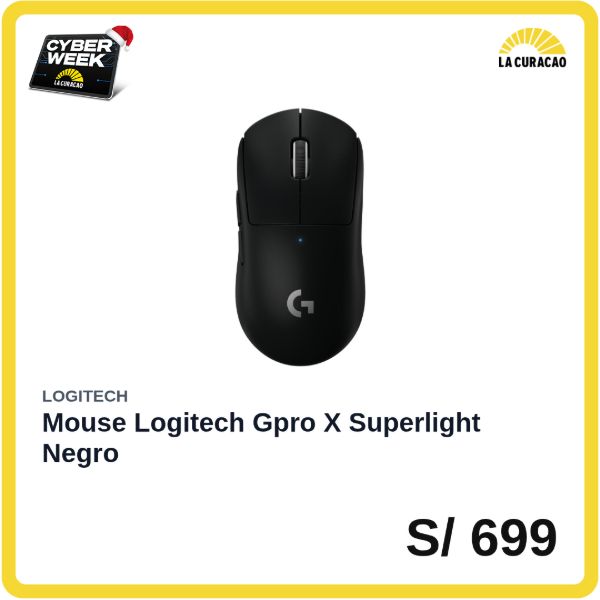 CYBER
WEEK
LA CURACAO
LA CURACAO
G
LOGITECH
Mouse Logitech Gpro X Superlight
Negro
S/ 699